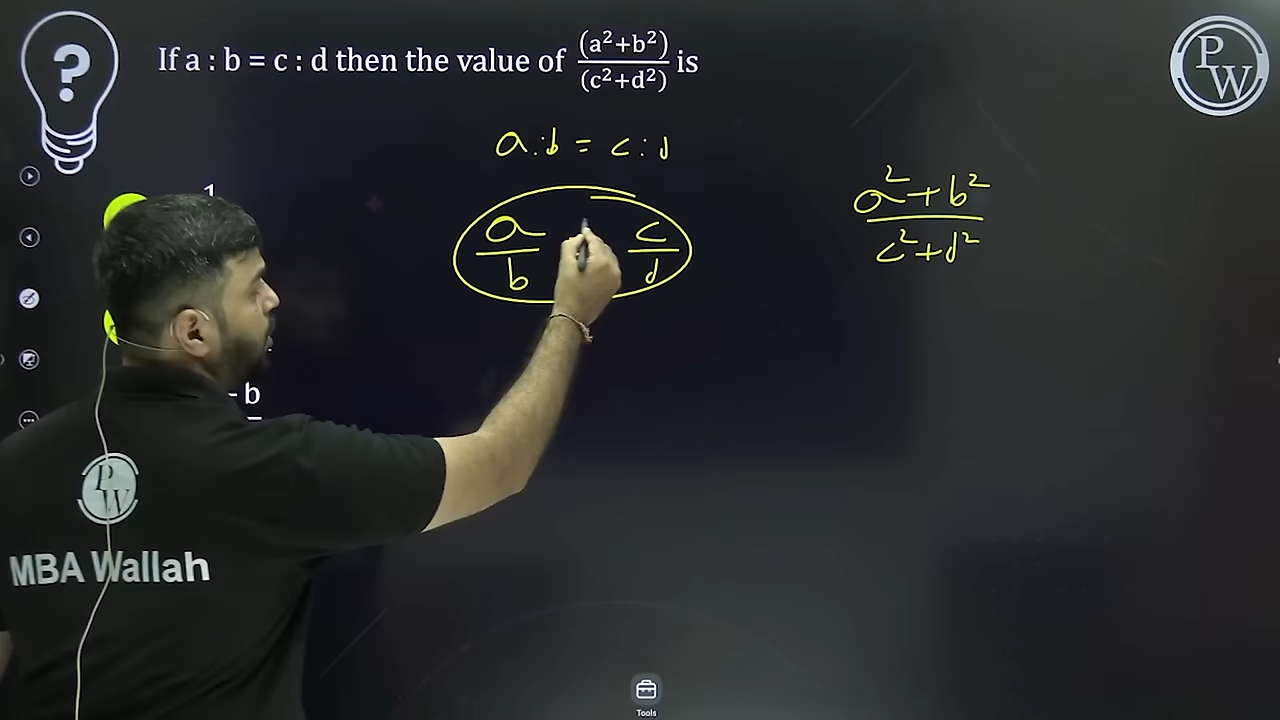 If a : b = c : d then the value of (a²+b²)/(c²+d²) is
P
W
a:b = c:d
a/b c/d
a²+b²/c²+d²
1
- b
P
W
MBA Wallah
Tools